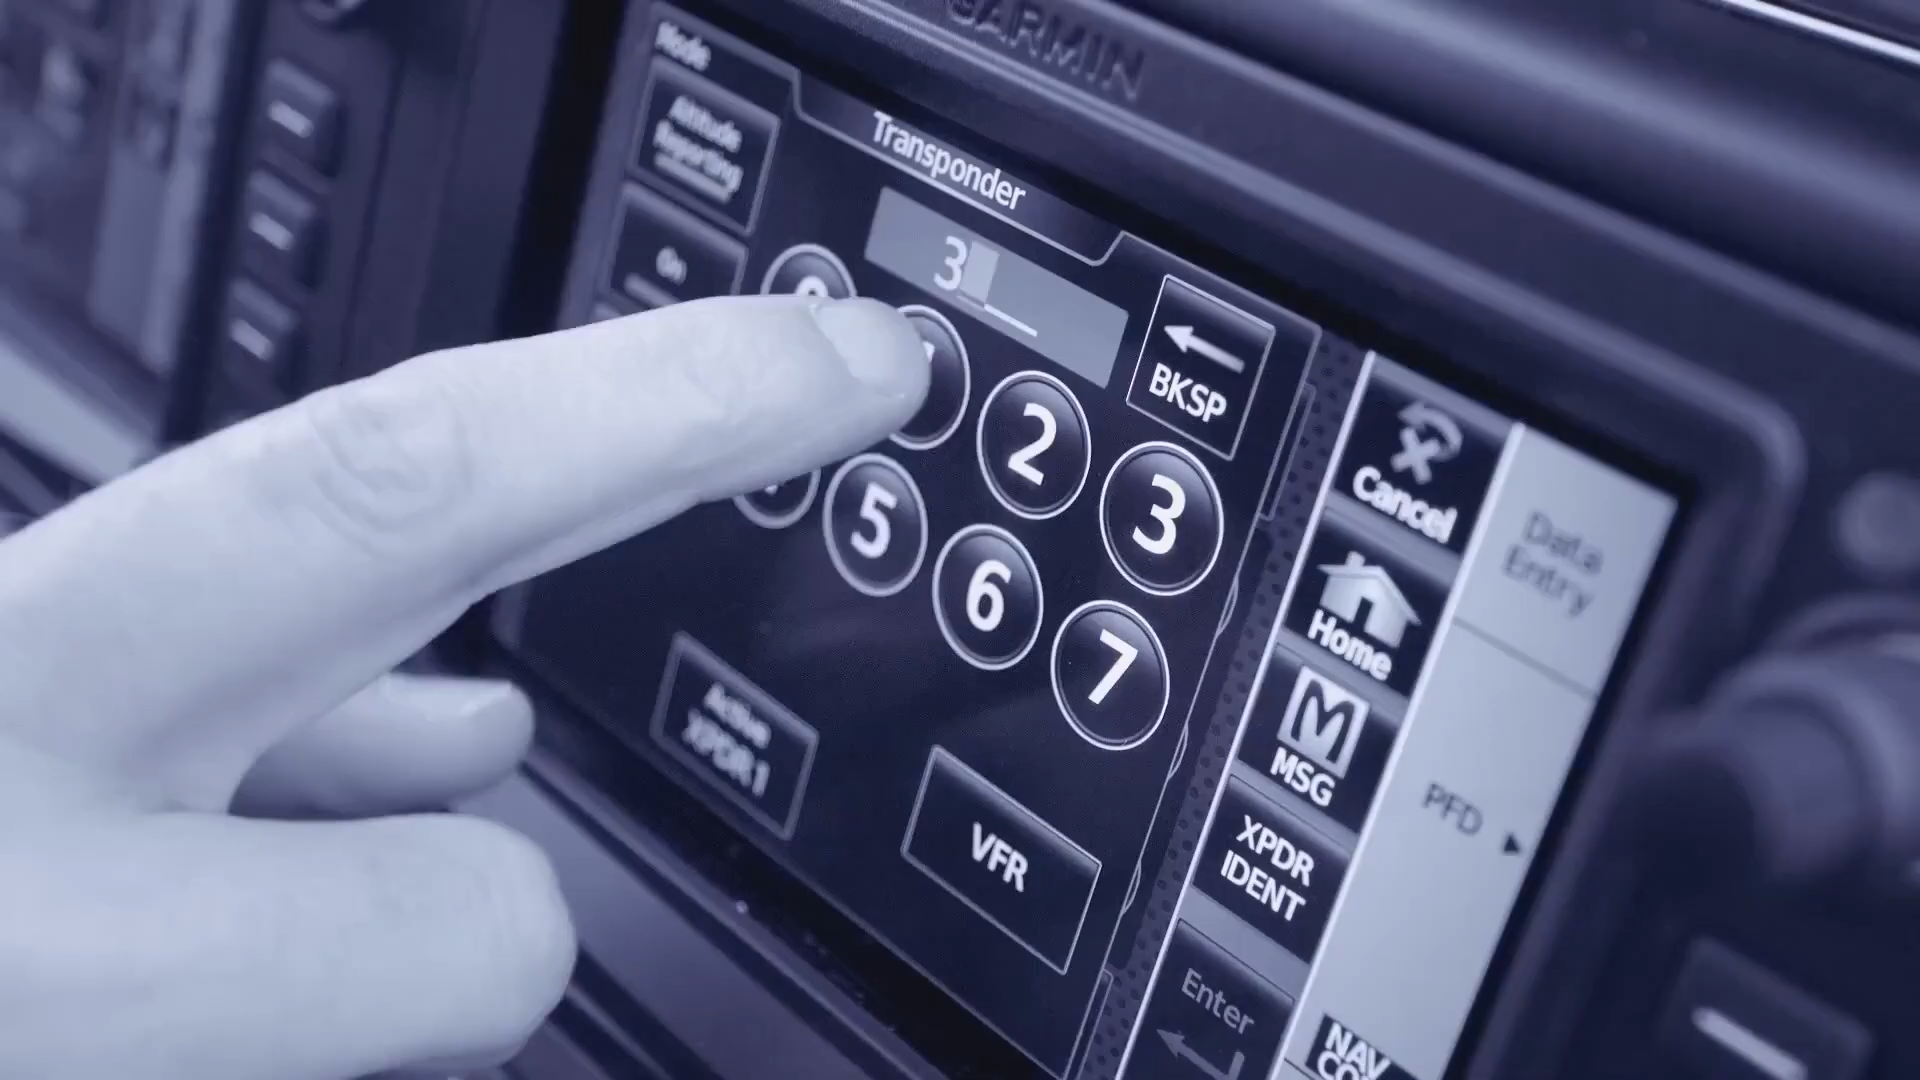 GARMIN
Mode
Transponder
Altitude
Reporting
On
3
BKSP
2
3
5
6
7
Active
XPDR1
VFR
Cancel
Home
MSG
XPDR
IDENT
Enter
Data
Entry
PFD
NAV